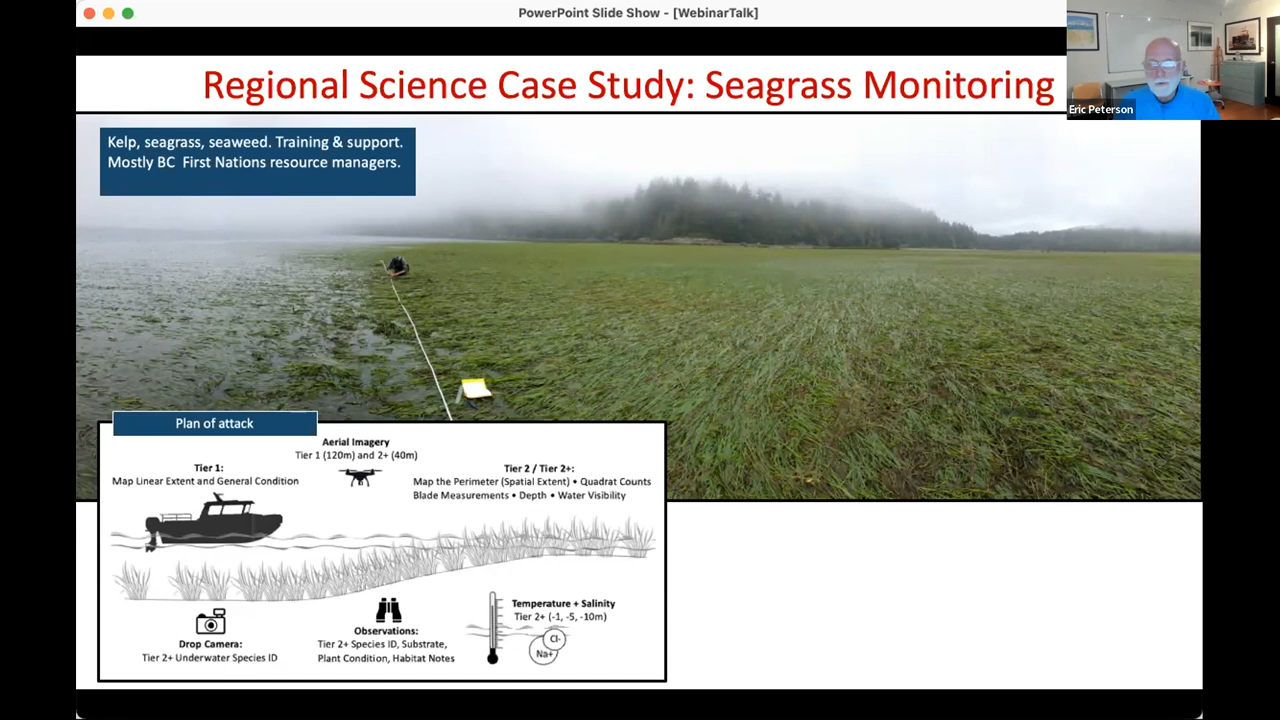 PowerPoint Slide Show - [WebinarTalk]
Regional Science Case Study: Seagrass Monitoring
Eric Peterson
Kelp, seagrass, seaweed. Training & support.
Mostly BC First Nations resource managers.
Plan of attack
Aerial Imagery
Tier 1 (120m) and 2+ (40m)
Tier 1:
Map Linear Extent and General Condition
Tier 2 / Tier 2+:
Map the Perimeter (Spatial Extent) • Quadrat Counts
Blade Measurements • Depth • Water Visibility
Drop Camera:
Tier 2+ Underwater Species ID
Observations:
Tier 2+ Species ID, Substrate,
Plant Condition, Habitat Notes
Temperature + Salinity
Tier 2+ (-1, -5, -10m)
Cl-
Na+